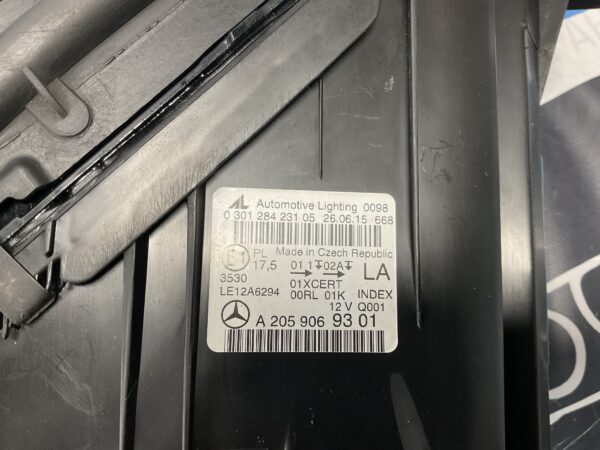 AL Automotive Lighting 0098
0 301 284 231 05 26.06.15 668
Made in Czech Republic
E1 PL 01 1 02A
17,5 LA
3530 01XCERT
LE12A6294 00RL 01K INDEX
12 V Q001
A 205 906 93 01